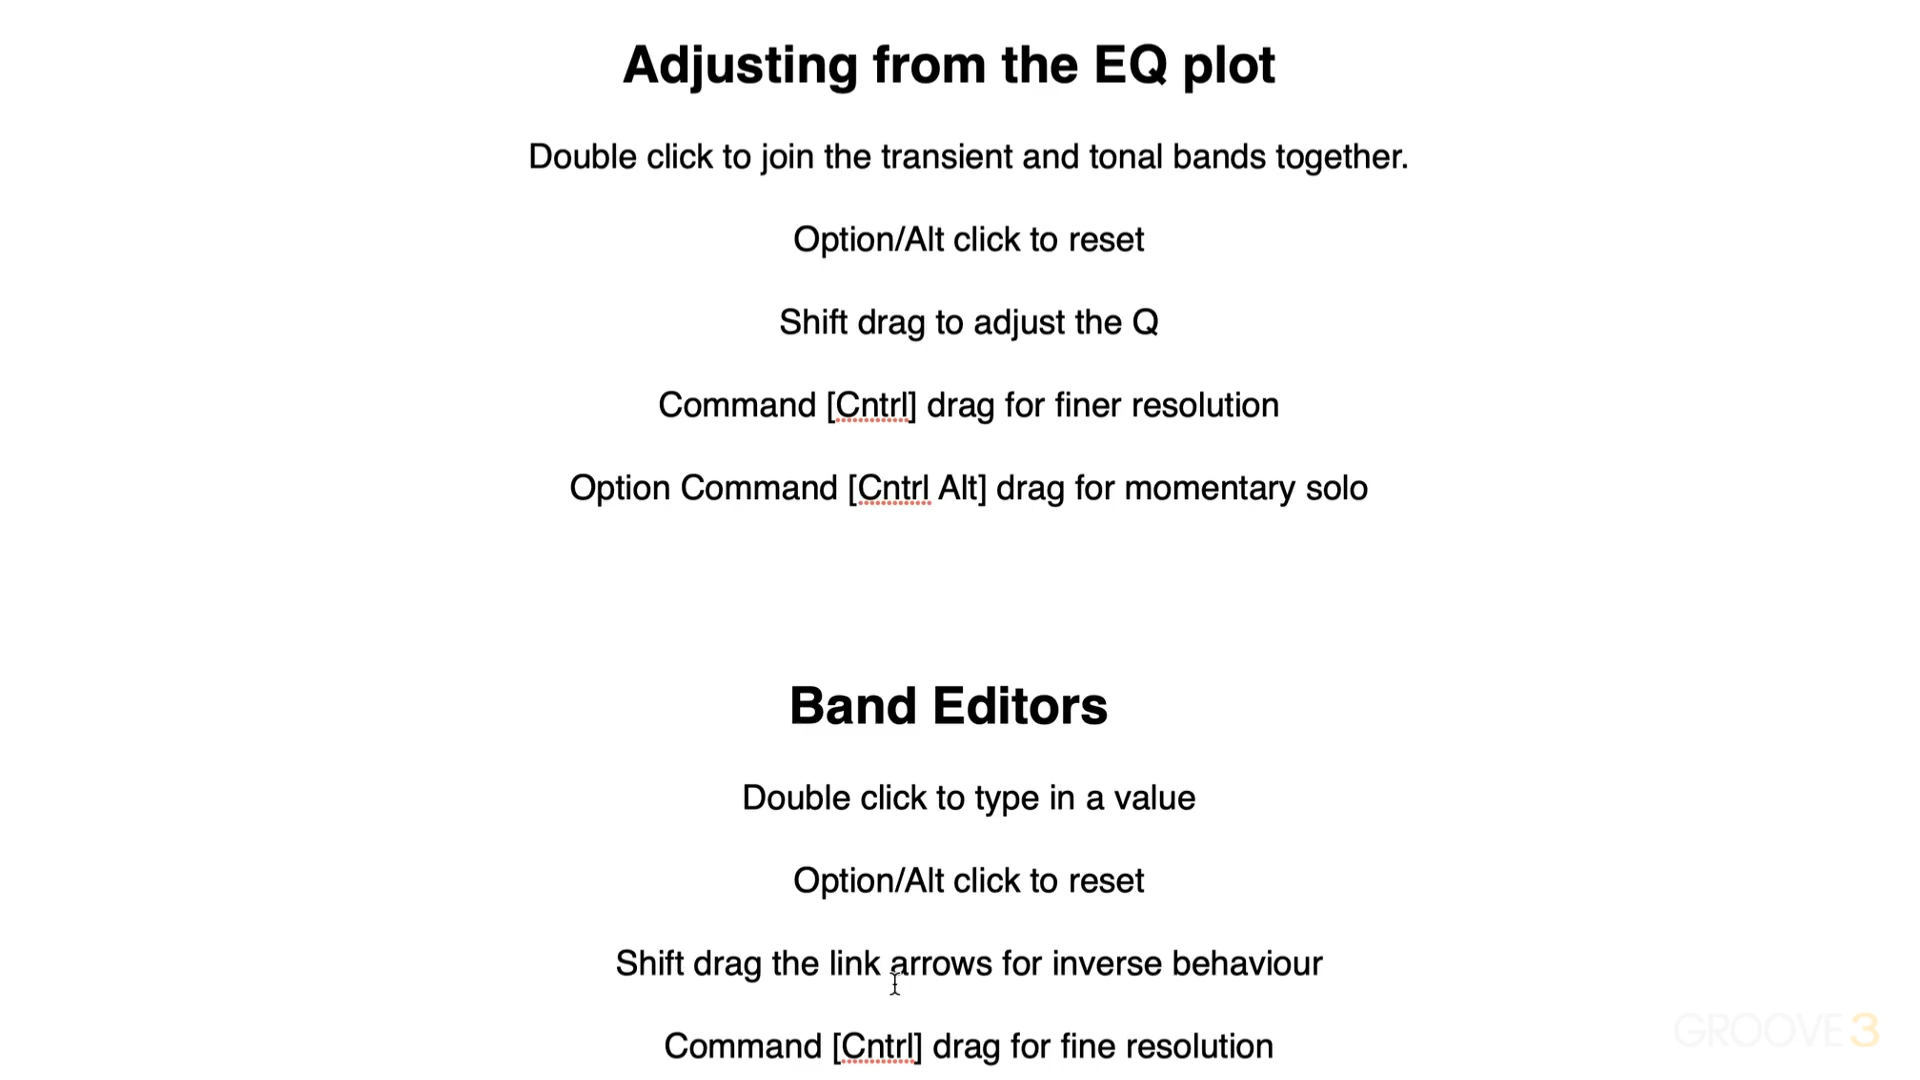 Adjusting from the EQ plot
Double click to join the transient and tonal bands together.
Option/Alt click to reset
Shift drag to adjust the Q
Command [Cntrl] drag for finer resolution
Option Command [Cntrl Alt] drag for momentary solo
Band Editors
Double click to type in a value
Option/Alt click to reset
Shift drag the link arrows for inverse behaviour
Command [Cntrl] drag for fine resolution
GROOVE 3